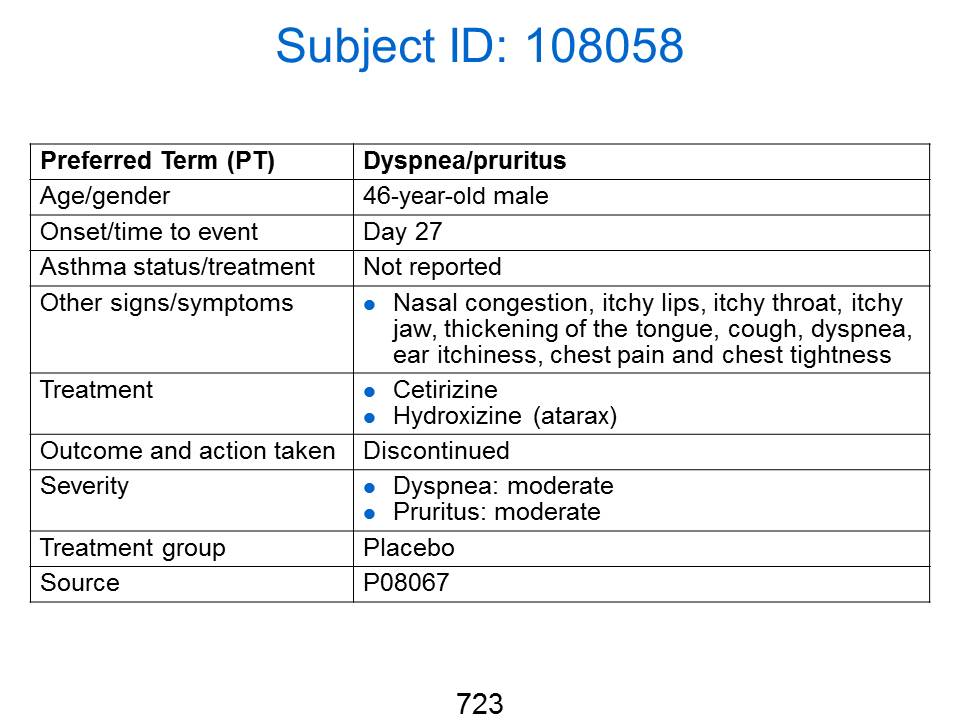 Subject ID: 108058
Preferred Term (PT) Dyspnea/pruritus
Age/gender 46-year-old male
Onset/time to event Day 27
Asthma status/treatment Not reported
Other signs/symptoms ● Nasal congestion, itchy lips, itchy throat, itchy
jaw, thickening of the tongue, cough, dyspnea,
ear itchiness, chest pain and chest tightness
Treatment ● Cetirizine
● Hydroxizine (atarax)
Outcome and action taken Discontinued
Severity ● Dyspnea: moderate
● Pruritus: moderate
Treatment group Placebo
Source P08067
723